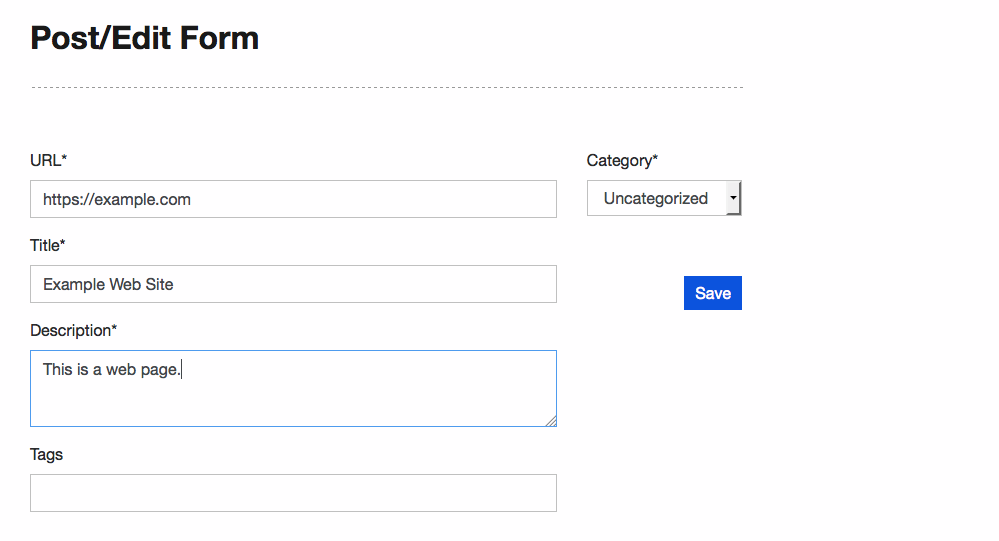 Post/Edit Form
URL*
https://example.com
Title*
Example Web Site
Description*
This is a web page.
Tags
Category*
Uncategorized
Save